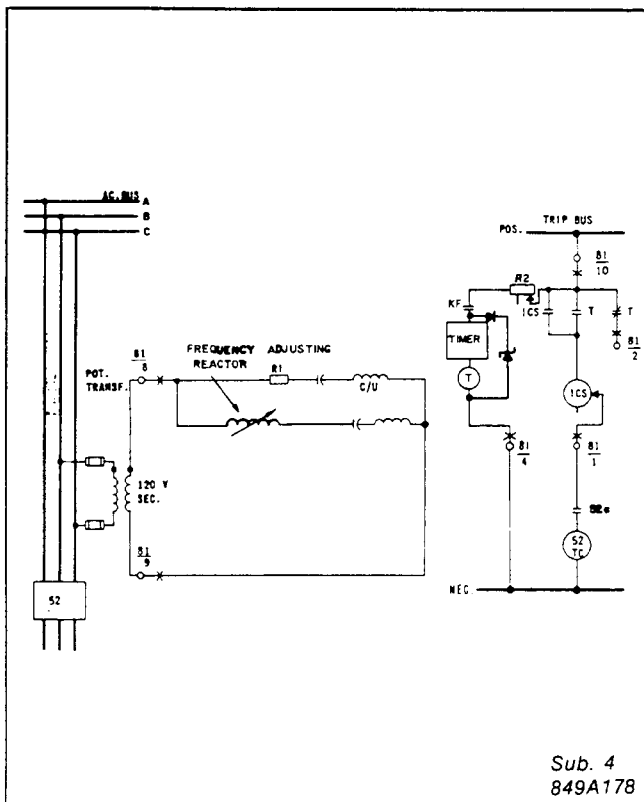 AC. BUS A
B
C
POS. TRIP BUS
81
10
R2
KF
ICS
T
T
81
2
TIMER
T
FREQUENCY ADJUSTING
REACTOR
R1
C/U
81
8
POT.
TRANSF.
ICS
81
4
81
1
120 V
SEC.
52a
81
9
52
TC
52
NEG.
Sub. 4
849A178